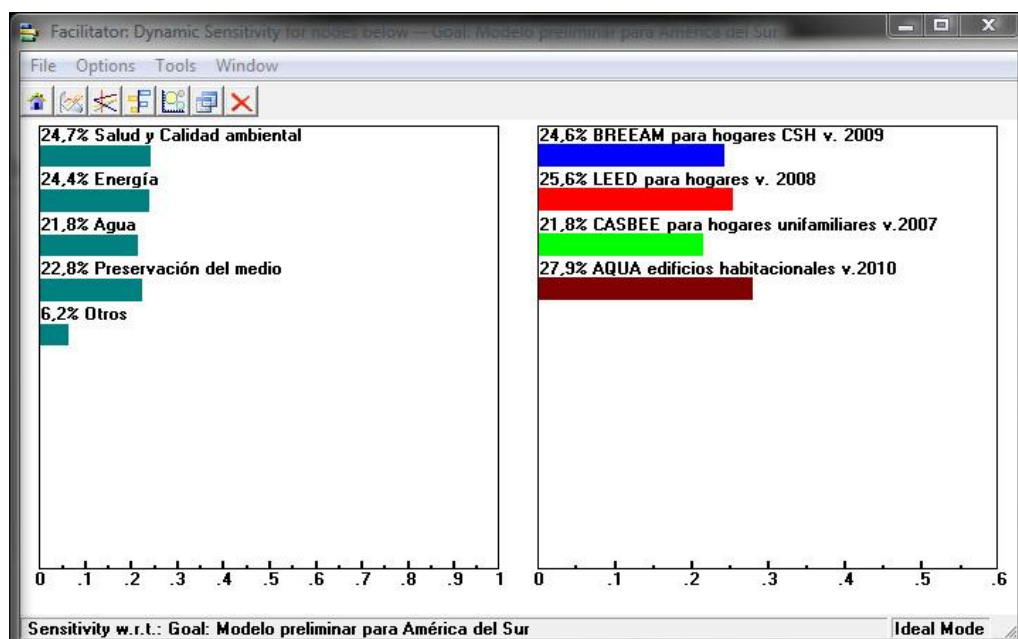 Facilitator: Dynamic Sensitivity for nodes below -- Goal: Modelo preliminar para América del Sur
File Options Tools Window
24,7% Salud y Calidad ambiental
24,4% Energía
21,8% Agua
22,8% Preservación del medio
6,2% Otros
0 .1 .2 .3 .4 .5 .6 .7 .8 .9 1
24,6% BREEAM para hogares CSH v. 2009
25,6% LEED para hogares v. 2008
21,8% CASBEE para hogares unifamiliares v.2007
27,9% AQUA edificios habitacionales v.2010
0 .1 .2 .3 .4 .5 .6
Sensitivity w.r.t.: Goal: Modelo preliminar para América del Sur Ideal Mode